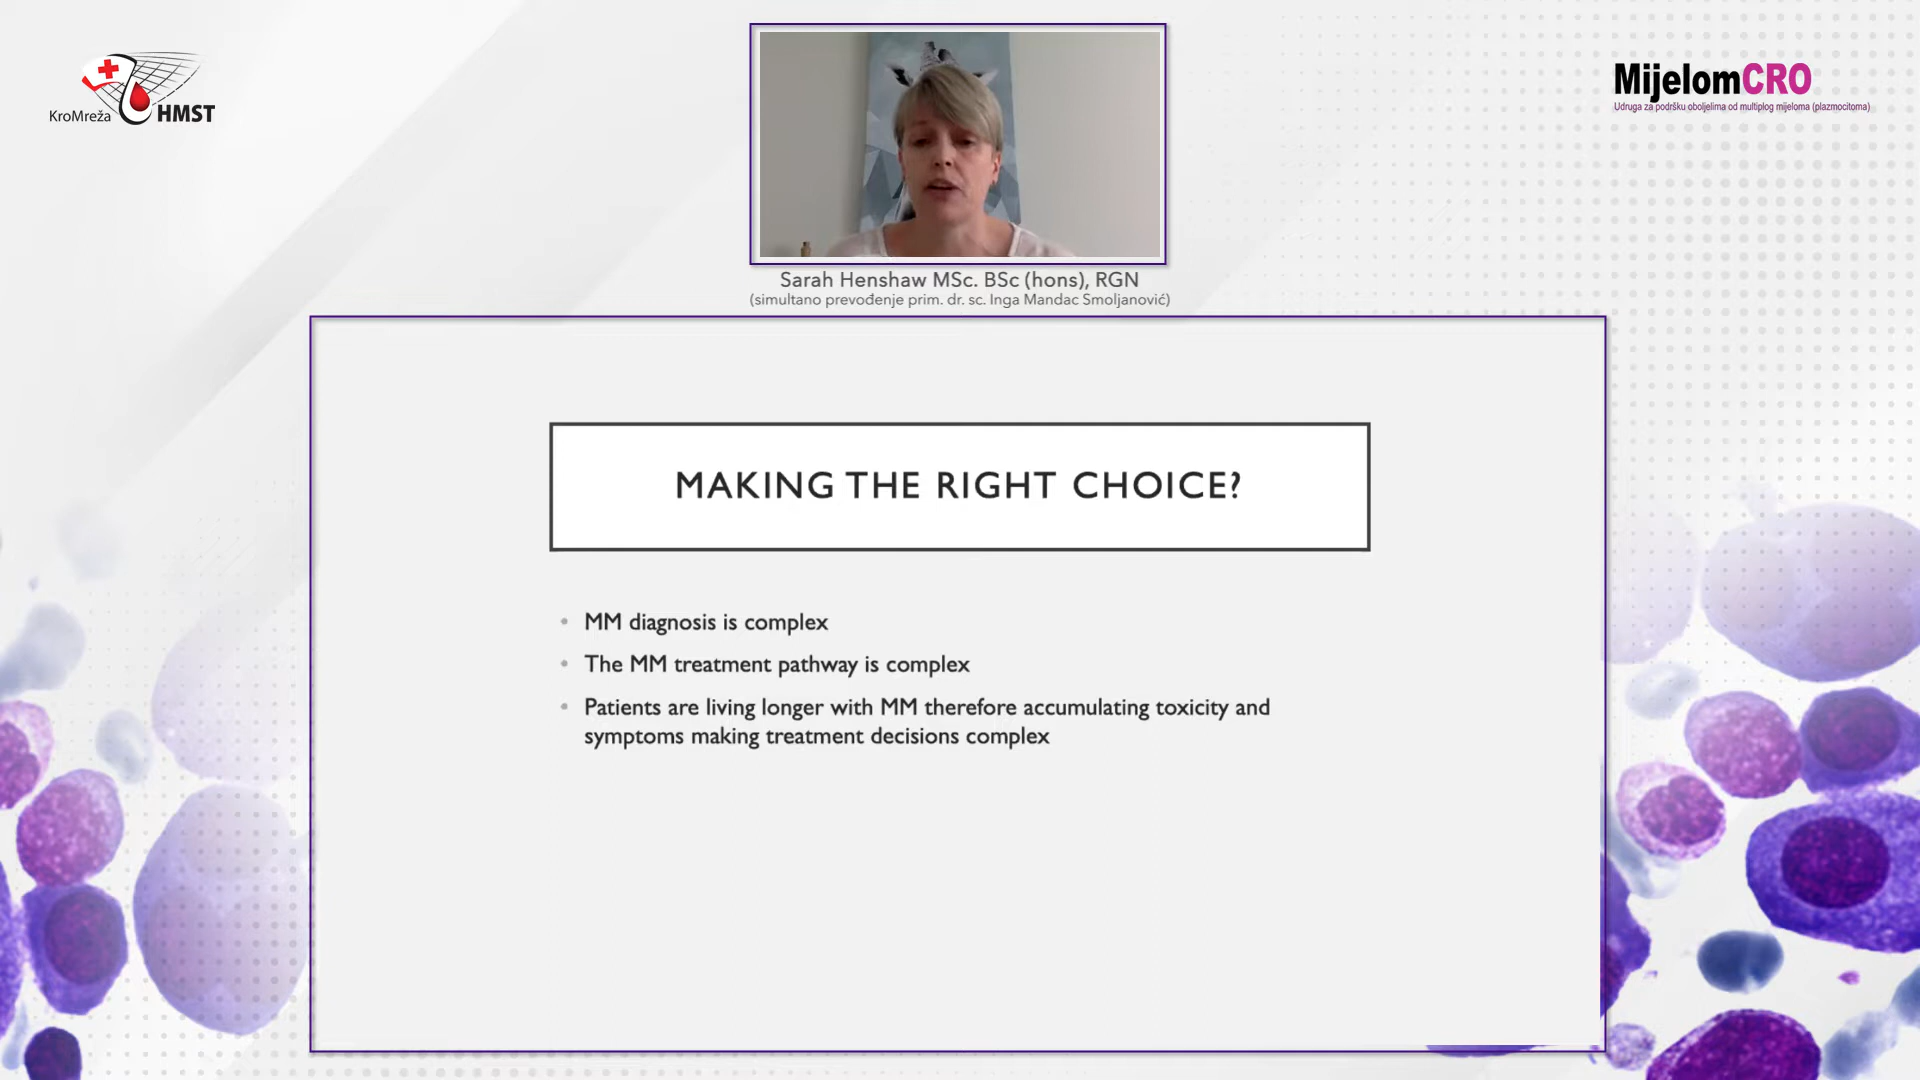 KroMreža HMST
MijelomCRO
Udruga za podršku oboljelima od multiplog mijeloma (plazmocitoma)
Sarah Henshaw MSc. BSc (hons), RGN
(simultano prevođenje prim. dr. sc. Inga Mandac Smoljanović)
MAKING THE RIGHT CHOICE?
• MM diagnosis is complex
• The MM treatment pathway is complex
• Patients are living longer with MM therefore accumulating toxicity and
symptoms making treatment decisions complex